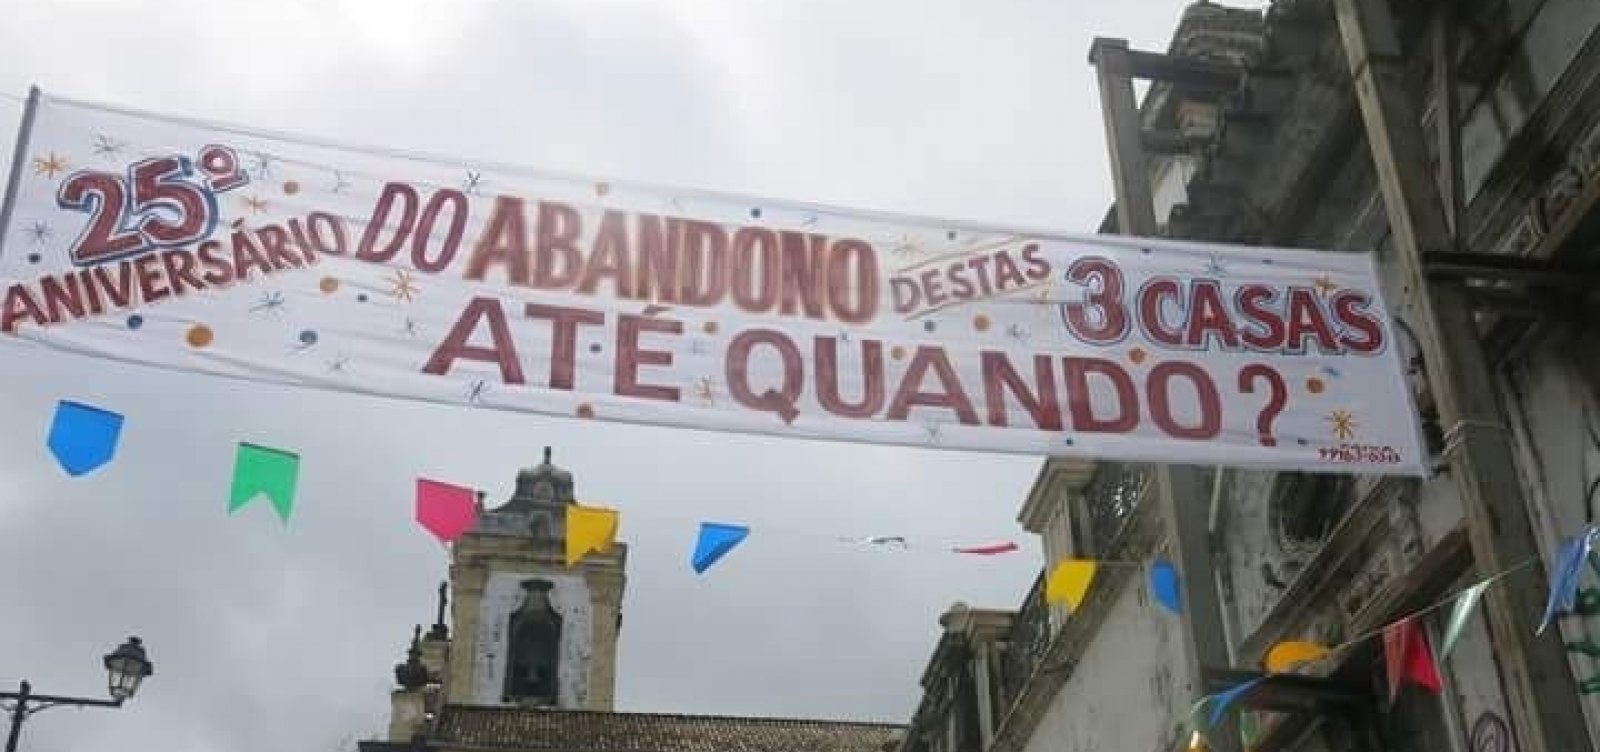 25º ANIVERSÁRIO DO ABANDONO DESTAS 3 CASAS
ATÉ QUANDO?